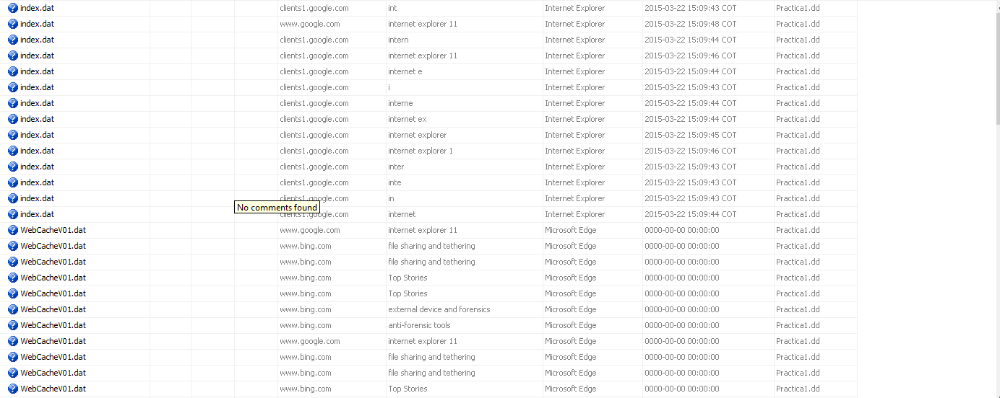 index.dat clients1.google.com int Internet Explorer 2015-03-22 15:09:43 COT Practica1.dd
index.dat www.google.com internet explorer 11 Internet Explorer 2015-03-22 15:09:48 COT Practica1.dd
index.dat clients1.google.com intern Internet Explorer 2015-03-22 15:09:44 COT Practica1.dd
index.dat clients1.google.com internet explorer 11 Internet Explorer 2015-03-22 15:09:46 COT Practica1.dd
index.dat clients1.google.com internet e Internet Explorer 2015-03-22 15:09:44 COT Practica1.dd
index.dat clients1.google.com i Internet Explorer 2015-03-22 15:09:43 COT Practica1.dd
index.dat clients1.google.com interne Internet Explorer 2015-03-22 15:09:44 COT Practica1.dd
index.dat clients1.google.com internet ex Internet Explorer 2015-03-22 15:09:44 COT Practica1.dd
index.dat clients1.google.com internet explorer Internet Explorer 2015-03-22 15:09:45 COT Practica1.dd
index.dat clients1.google.com internet explorer 1 Internet Explorer 2015-03-22 15:09:46 COT Practica1.dd
index.dat clients1.google.com inter Internet Explorer 2015-03-22 15:09:43 COT Practica1.dd
index.dat clients1.google.com inte Internet Explorer 2015-03-22 15:09:43 COT Practica1.dd
index.dat clients1.google.com in Internet Explorer 2015-03-22 15:09:43 COT Practica1.dd
No comments found
index.dat clients1.google.com internet Internet Explorer 2015-03-22 15:09:44 COT Practica1.dd
WebCacheV01.dat www.google.com internet explorer 11 Microsoft Edge 0000-00-00 00:00:00 Practica1.dd
WebCacheV01.dat www.bing.com file sharing and tethering Microsoft Edge 0000-00-00 00:00:00 Practica1.dd
WebCacheV01.dat www.bing.com file sharing and tethering Microsoft Edge 0000-00-00 00:00:00 Practica1.dd
WebCacheV01.dat www.bing.com Top Stories Microsoft Edge 0000-00-00 00:00:00 Practica1.dd
WebCacheV01.dat www.bing.com Top Stories Microsoft Edge 0000-00-00 00:00:00 Practica1.dd
WebCacheV01.dat www.bing.com external device and forensics Microsoft Edge 0000-00-00 00:00:00 Practica1.dd
WebCacheV01.dat www.bing.com anti-forensic tools Microsoft Edge 0000-00-00 00:00:00 Practica1.dd
WebCacheV01.dat www.google.com internet explorer 11 Microsoft Edge 0000-00-00 00:00:00 Practica1.dd
WebCacheV01.dat www.bing.com file sharing and tethering Microsoft Edge 0000-00-00 00:00:00 Practica1.dd
WebCacheV01.dat www.bing.com file sharing and tethering Microsoft Edge 0000-00-00 00:00:00 Practica1.dd
WebCacheV01.dat www.bing.com Top Stories Microsoft Edge 0000-00-00 00:00:00 Practica1.dd